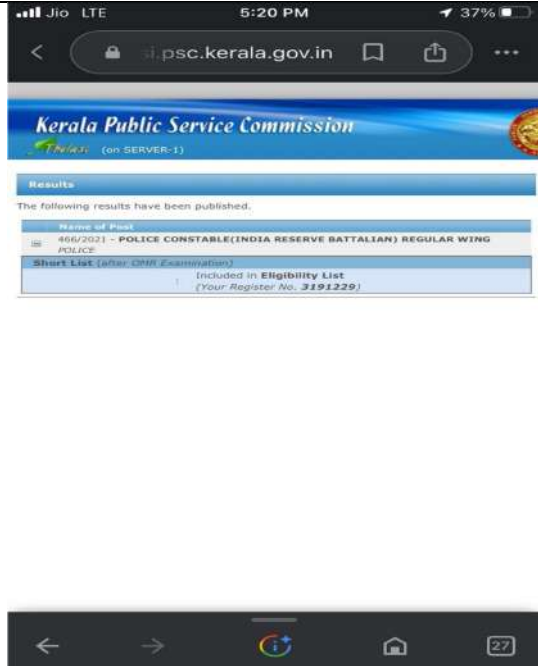 Jio LTE 5:20 PM 37%
si.psc.kerala.gov.in
Kerala Public Service Commission
Thulasi (on SERVER-1)
Results
The following results have been published.
Name of Post
466/2021 - POLICE CONSTABLE(INDIA RESERVE BATTALIAN) REGULAR WING
POLICE
Short List (after OMR Examination)
: Included in Eligibility List
(Your Register No. 3191229)
27